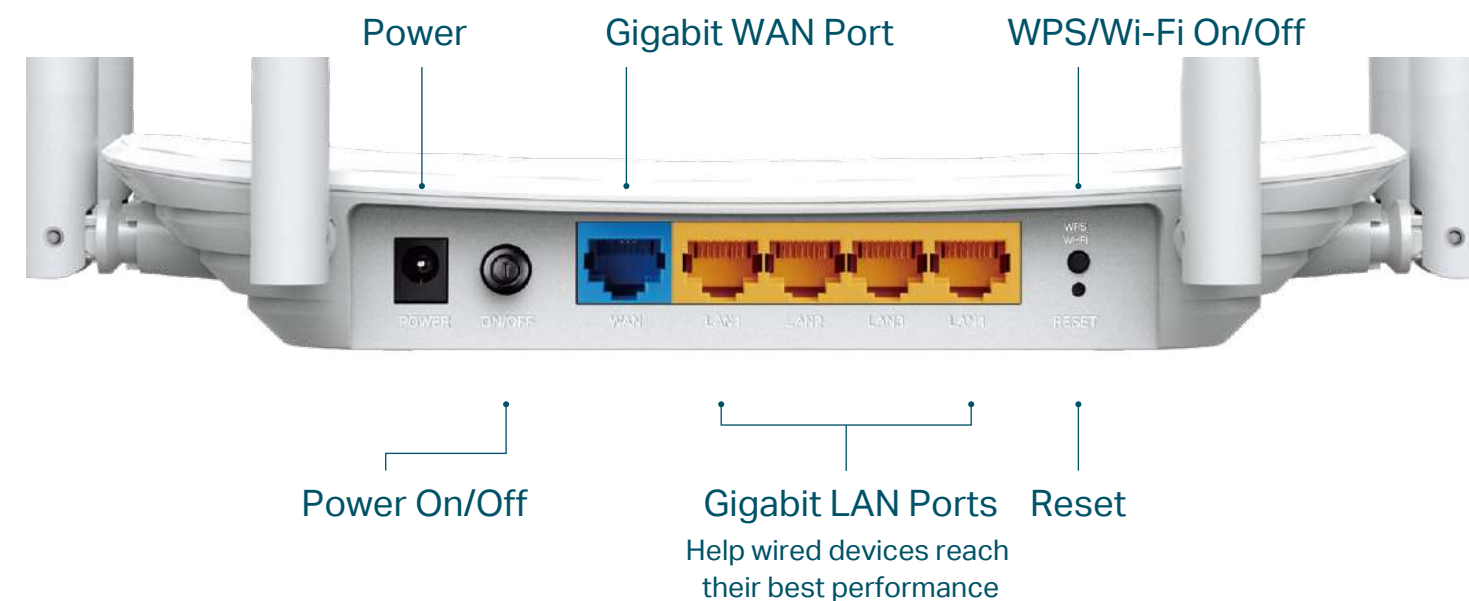 Power
Gigabit WAN Port
WPS/Wi-Fi On/Off
WPS
Wi-Fi
POWER
ON/OFF
WAN
LAN1
LAN2
LAN3
LAN4
RESET
Power On/Off
Gigabit LAN Ports
Reset
Help wired devices reach
their best performance